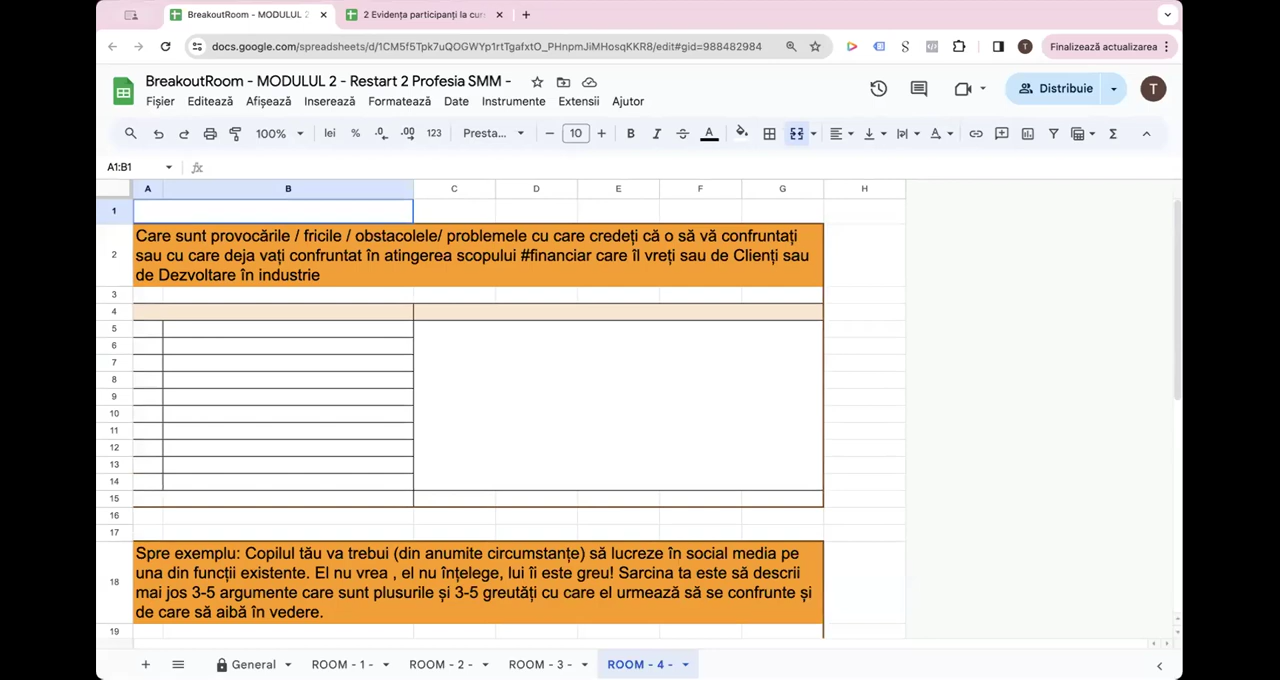 BreakoutRoom - MODULUL 2
2 Evidența participanți la cur
docs.google.com/spreadsheets/d/1CM5f5Tpk7uQOGWYp1rtTgafxtO_PHnpmJiMHosqKKR8/edit#gid=988482984
T
Finalizează actualizarea
BreakoutRoom - MODULUL 2 - Restart 2 Profesia SMM -
Fișier Editează Afișează Inserează Formatează Date Instrumente Extensii Ajutor
Distribuie
T
100% lei % .0 .00 123 Presta... 10 B I A
A1:B1
fx
A B C D E F G H
1
2 Care sunt provocările / fricile / obstacolele/ problemele cu care credeți că o să vă confruntați
sau cu care deja vați confruntat în atingerea scopului #financiar care îl vreți sau de Clienți sau
de Dezvoltare în industrie
3
4
5
6
7
8
9
10
11
12
13
14
15
16
17
18 Spre exemplu: Copilul tău va trebui (din anumite circumstanțe) să lucreze în social media pe
una din funcții existente. El nu vrea , el nu înțelege, lui îi este greu! Sarcina ta este să descrii
mai jos 3-5 argumente care sunt plusurile și 3-5 greutăți cu care el urmează să se confrunte și
de care să aibă în vedere.
19
General ROOM - 1 - ROOM - 2 - ROOM - 3 - ROOM - 4 -